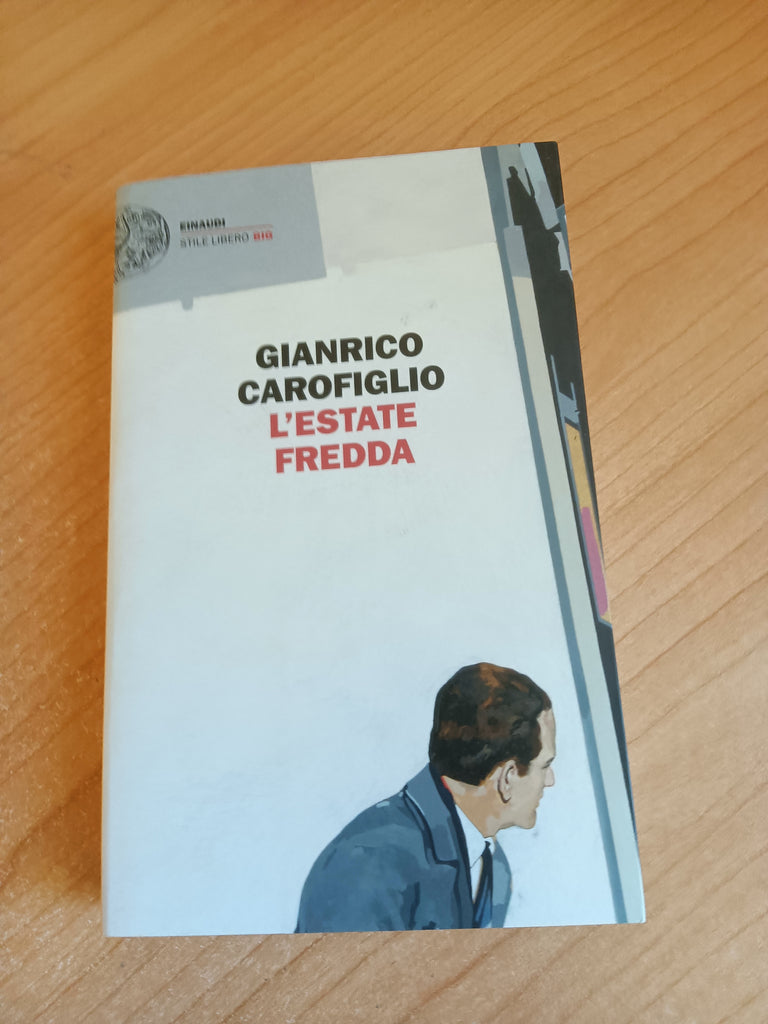 EINAUDI
STILE LIBERO BIG
GIANRICO
CAROFIGLIO
L'ESTATE
FREDDA